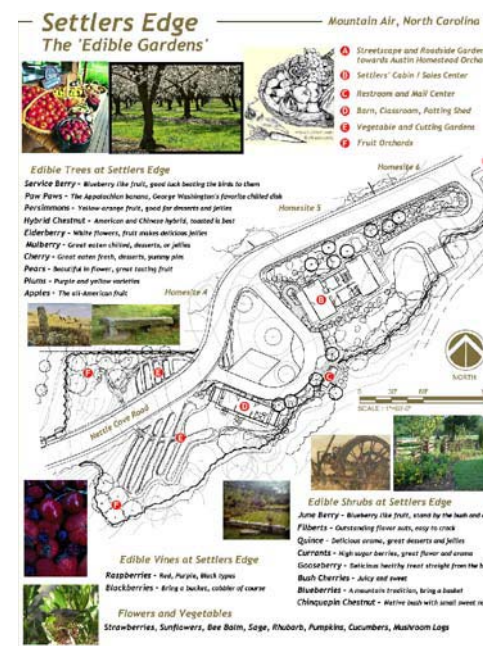 Settlers Edge
The 'Edible Gardens'
Mountain Air, North Carolina
A Streetscape and Roadside Garden
towards Austin Homestead Orcha
B Settlers' Cabin / Sales Center
C Restroom and Mail Center
D Barn, Classroom, Potting Shed
E Vegetable and Cutting Gardens
F Fruit Orchards
Edible Trees at Settlers Edge
Service Berry - Blueberry like fruit, good luck beating the birds to them
Paw Paws - The Appalachian banana, George Washington's favorite chilled dish
Persimmons - Yellow-orange fruit, good for desserts and jellies
Hybrid Chestnut - American and Chinese hybrid, toasted is best
Elderberry - White flowers, fruit makes delicious jellies
Mulberry - Great eaten chilled, desserts, or jellies
Cherry - Great eaten fresh, desserts, yummy pies
Pears - Beautiful in flower, great tasting fruit
Plums - Purple and yellow varieties
Apples - The all-American fruit
Homesite 6
Homesite 5
Homesite 4
B
C
D
E
E
F
F
Nettle Cove Road
NORTH
SCALE : 1"=60'-0"
Edible Shrubs at Settlers Edge
June Berry - Blueberry like fruit, stand by the bush and
Filberts - Outstanding flavor nuts, easy to crack
Quince - Delicious aroma, great desserts and jellies
Currants - High sugar berries, great flavor and aroma
Gooseberry - Delicious healthy treat straight from the
Bush Cherries - Juicy and sweet
Blueberries - A mountain tradition, bring a basket
Chinquapin Chestnut - Native bush with small sweet
Edible Vines at Settlers Edge
Raspberries - Red, Purple, Black types
Blackberries - Bring a bucket, cobbler of course
Flowers and Vegetables
Strawberries, Sunflowers, Bee Balm, Sage, Rhubarb, Pumpkins, Cucumbers, Mushroom Logs